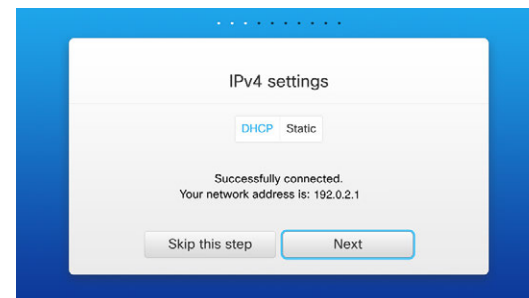 IPv4 settings
DHCP Static
Successfully connected.
Your network address is: 192.0.2.1
Skip this step Next